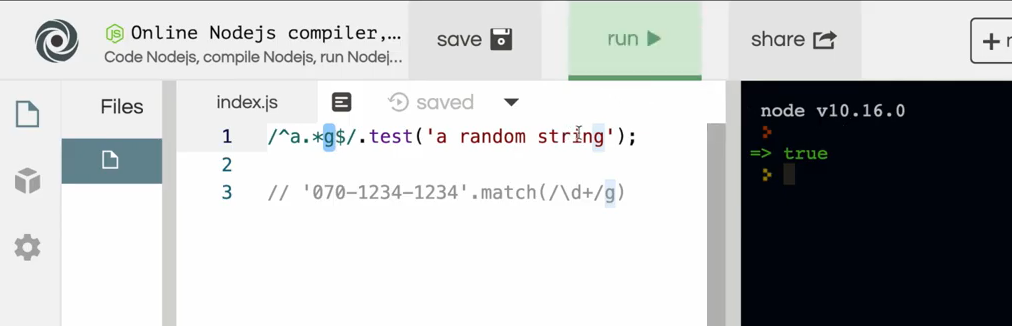 Online Nodejs compiler,...
Code Nodejs, compile Nodejs, run Nodej...
save
run
share
Files
index.js
saved
1 /^a.*g$/.test('a random string');
2
3 // '070-1234-1234'.match(/\d+/g)
node v10.16.0
=> true